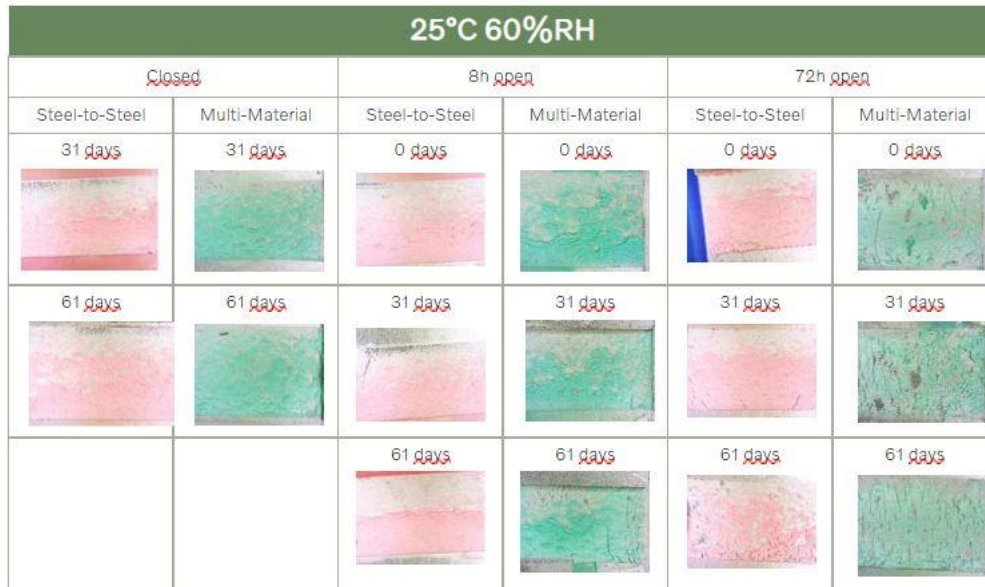 25°C 60%RH
Closed 8h open 72h open
Steel-to-Steel Multi-Material Steel-to-Steel Multi-Material Steel-to-Steel Multi-Material
31 days 31 days 0 days 0 days 0 days 0 days
61 days 61 days 31 days 31 days 31 days 31 days
61 days 61 days 61 days 61 days